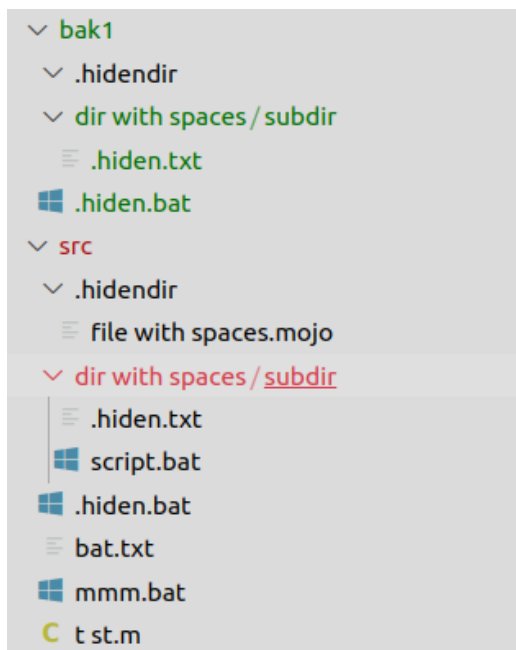 bak1
.hidendir
dir with spaces / subdir
.hiden.txt
.hiden.bat
src
.hidendir
file with spaces.mojo
dir with spaces / subdir
.hiden.txt
script.bat
.hiden.bat
bat.txt
mmm.bat
C t st.m